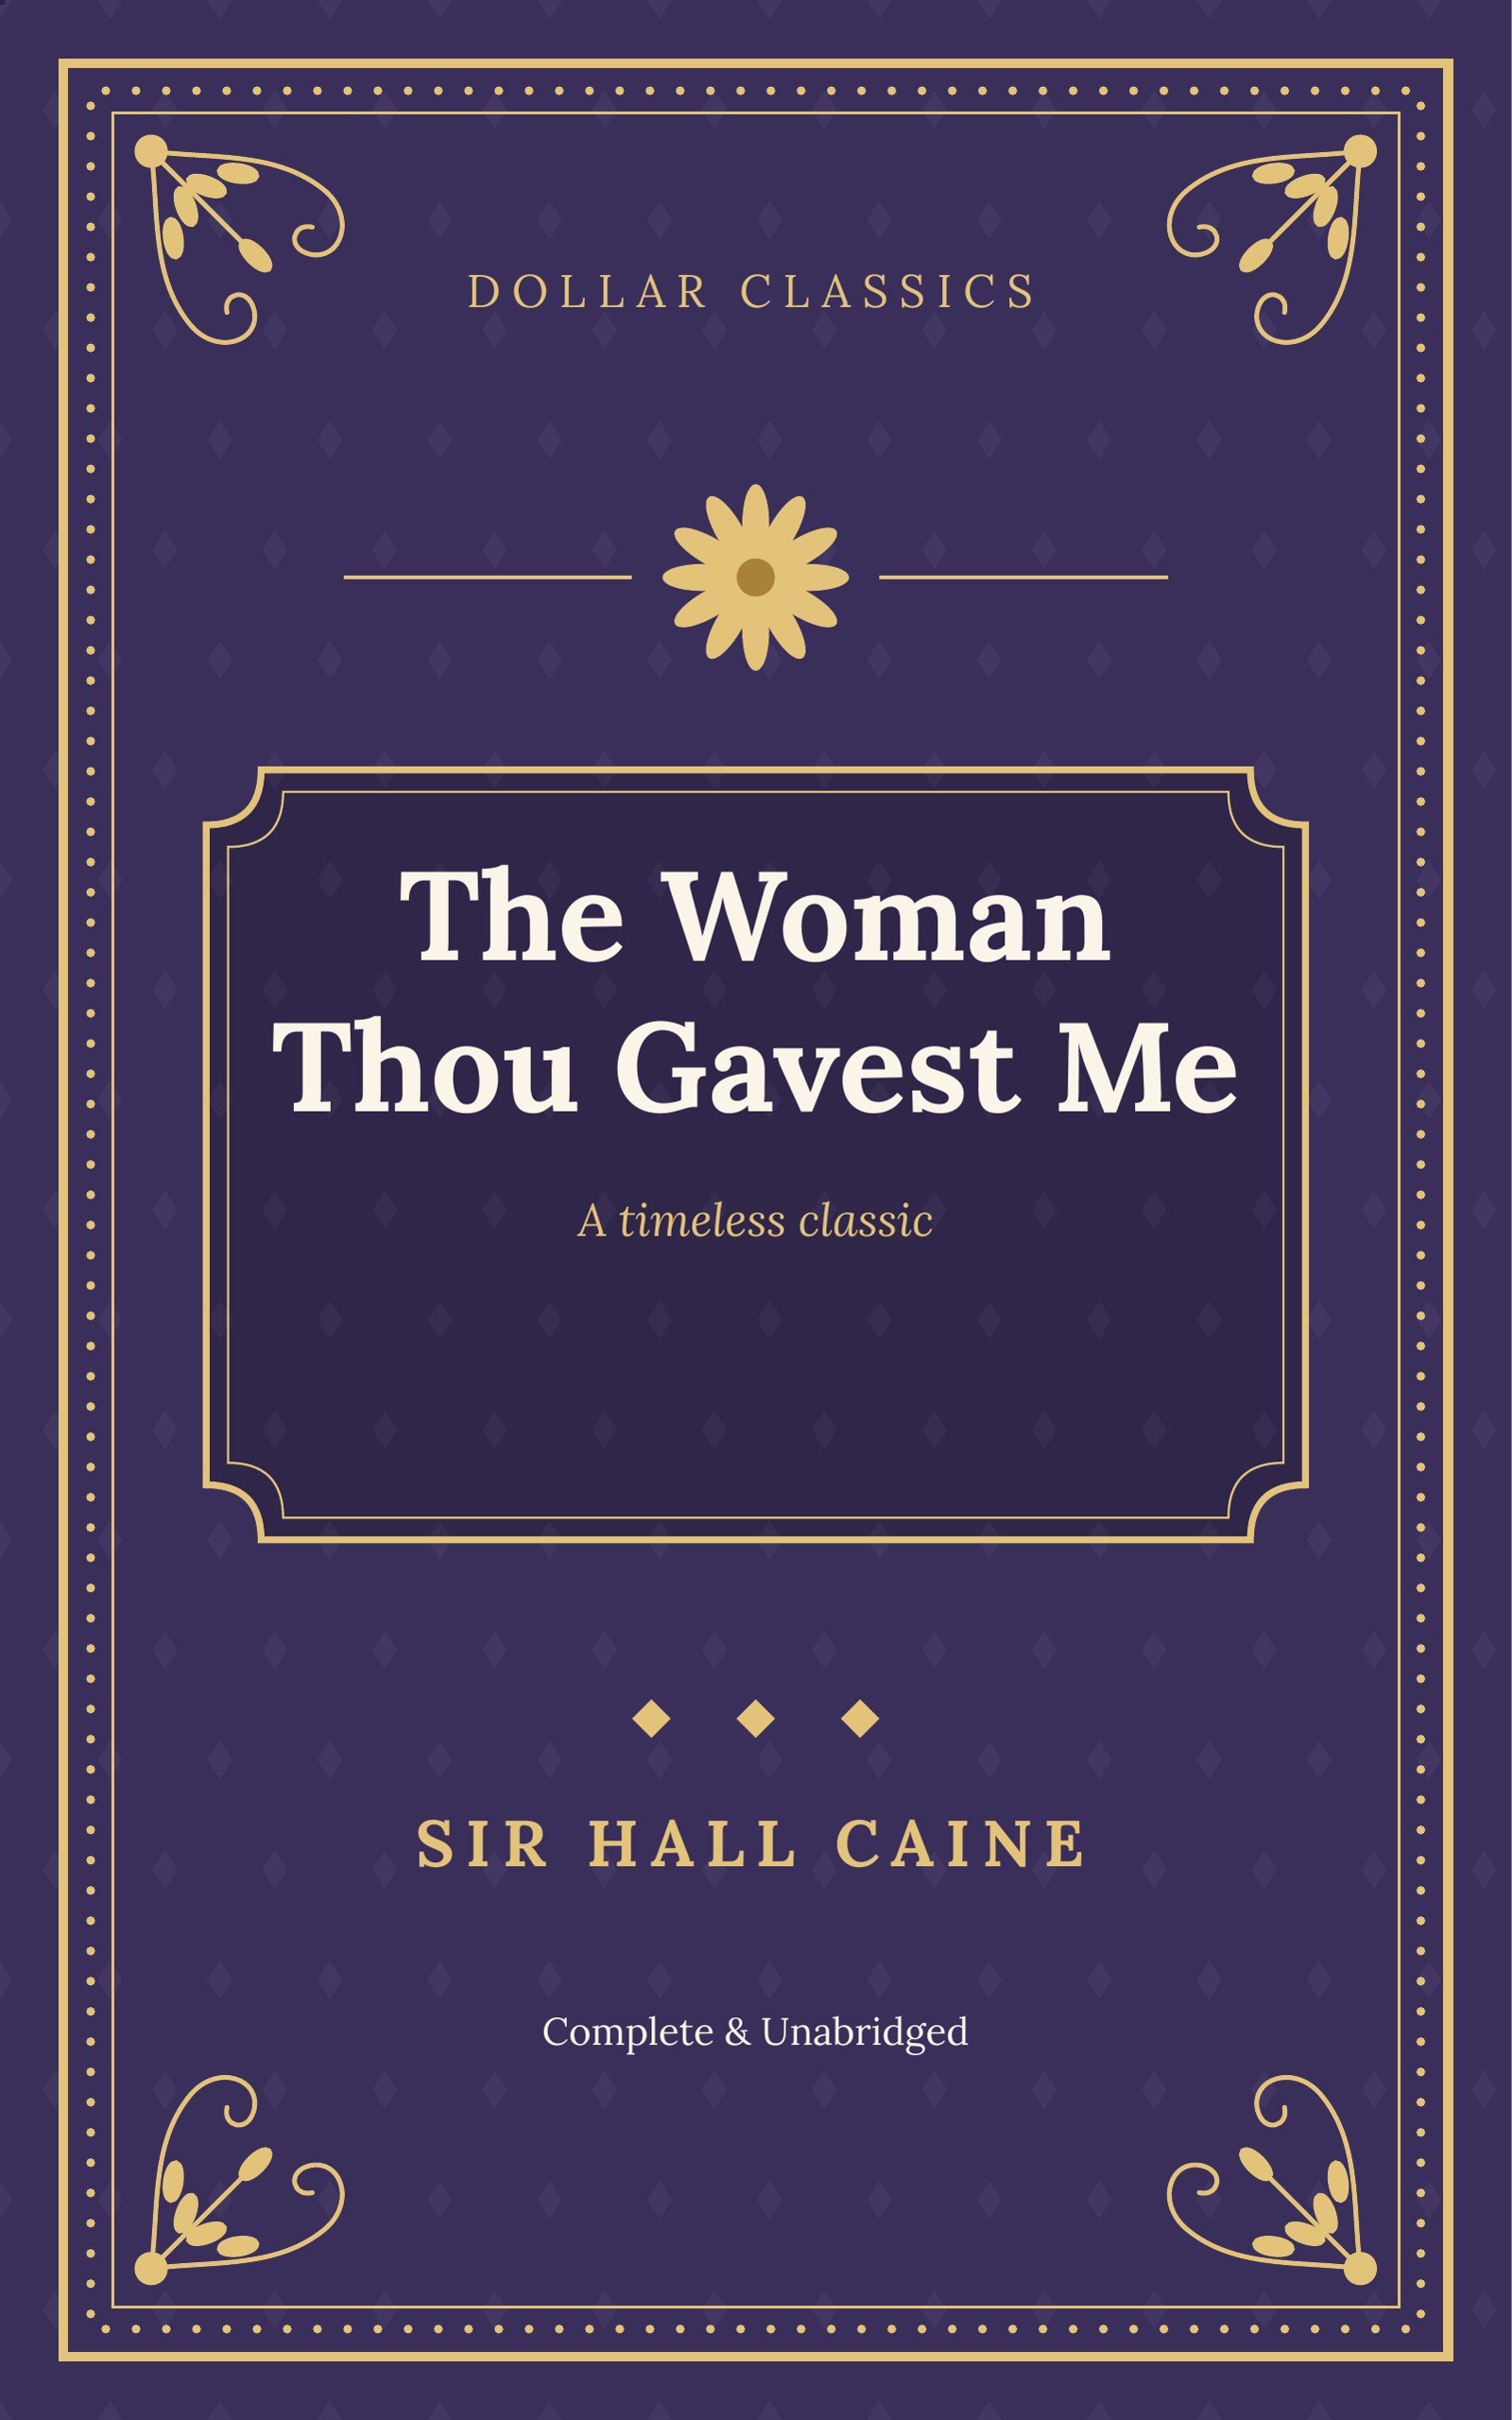 DOLLAR CLASSICS
The Woman
Thou Gavest Me
A timeless classic
SIR HALL CAINE
Complete & Unabridged